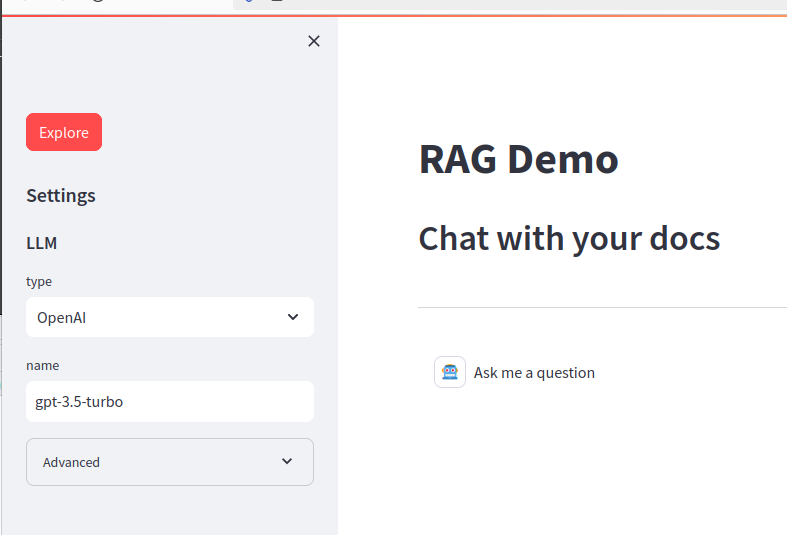 Explore
Settings
LLM
type
OpenAI
name
gpt-3.5-turbo
Advanced
RAG Demo
Chat with your docs
Ask me a question